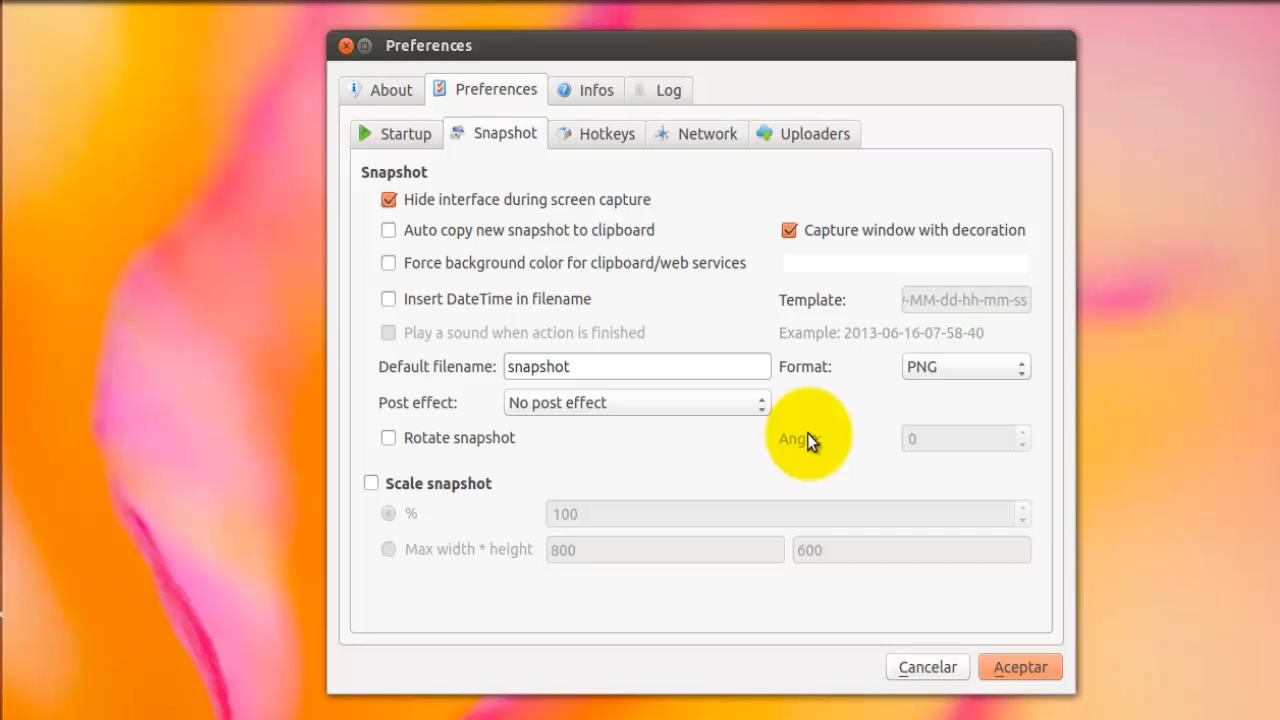 Preferences
About Preferences Infos Log
Startup Snapshot Hotkeys Network Uploaders
Snapshot
Hide interface during screen capture
Auto copy new snapshot to clipboard Capture window with decoration
Force background color for clipboard/web services
Insert DateTime in filename Template: -MM-dd-hh-mm-ss
Play a sound when action is finished Example: 2013-06-16-07-58-40
Default filename: snapshot Format: PNG
Post effect: No post effect
Rotate snapshot 0
Scale snapshot
% 100
Max width * height 800 600
Cancelar Aceptar